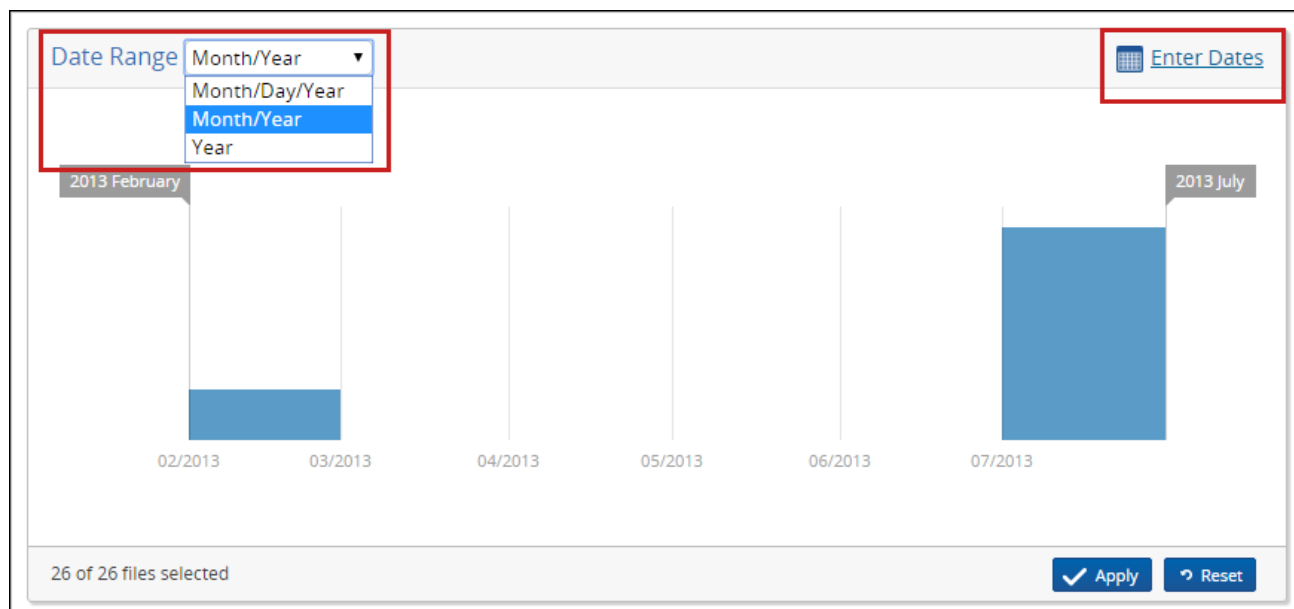 Date Range Month/Year Enter Dates
Month/Day/Year
Month/Year
Year
2013 February 2013 July
02/2013 03/2013 04/2013 05/2013 06/2013 07/2013
26 of 26 files selected Apply Reset